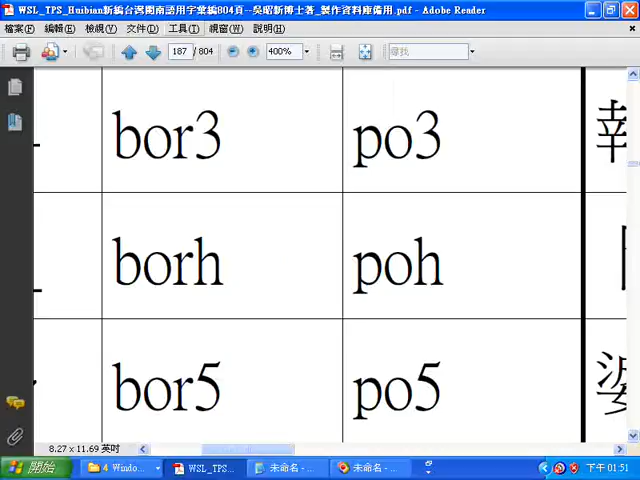 WSL_TPS_Huibian新編台灣閩南語用字彙編804頁--吳昭新博士著_製作資料庫備用.pdf - Adobe Reader
檔案(F) 編輯(E) 檢視(V) 文件(D) 工具(T) 視窗(W) 說明(H)
187 / 804 400% 尋找
bor3 po3
borh poh
bor5 po5 婆
8.27 x 11.69 英吋
開始 4 Windo... WSL_TPS... 未命名 - ... 未命名 - ... 下午 01:51